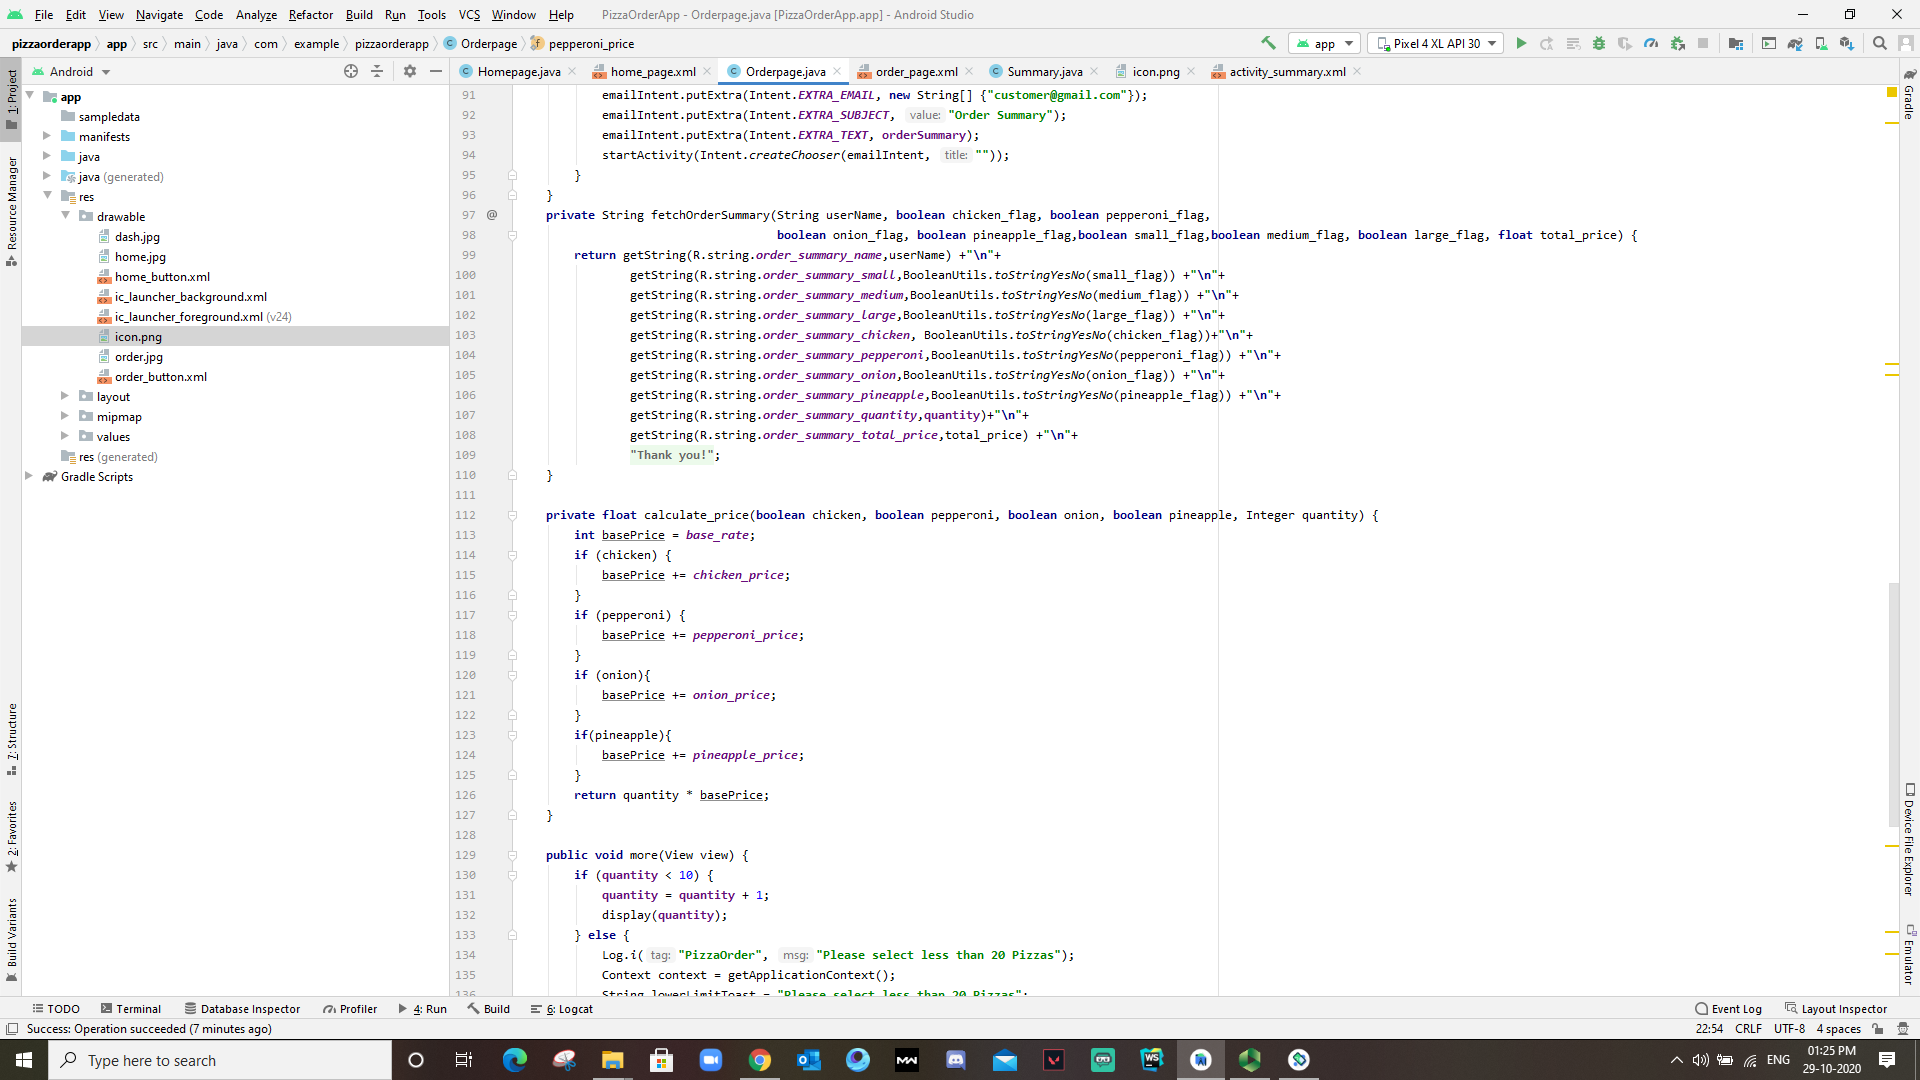 File Edit View Navigate Code Analyze Refactor Build Run Tools VCS Window Help PizzaOrderApp - Orderpage.java [PizzaOrderApp.app] - Android Studio
pizzaorderapp app src main java com example pizzaorderapp Orderpage pepperoni_price app Pixel 4 XL API 30
Android
Homepage.java home_page.xml Orderpage.java order_page.xml Summary.java icon.png activity_summary.xml
1: Project
Resource Manager
7: Structure
2: Favorites
Build Variants
app
sampledata
manifests
java
java (generated)
res
drawable
dash.jpg
home.jpg
home_button.xml
ic_launcher_background.xml
ic_launcher_foreground.xml (v24)
icon.png
order.jpg
order_button.xml
layout
mipmap
values
res (generated)
Gradle Scripts
91 emailIntent.putExtra(Intent.EXTRA_EMAIL, new String[] {"customer@gmail.com"});
92 emailIntent.putExtra(Intent.EXTRA_SUBJECT, value: "Order Summary");
93 emailIntent.putExtra(Intent.EXTRA_TEXT, orderSummary);
94 startActivity(Intent.createChooser(emailIntent, title: ""));
95 }
96 }
97 @ private String fetchOrderSummary(String userName, boolean chicken_flag, boolean pepperoni_flag,
98 boolean onion_flag, boolean pineapple_flag,boolean small_flag,boolean medium_flag, boolean large_flag, float total_price) {
99 return getString(R.string.order_summary_name,userName) +"\n"+
100 getString(R.string.order_summary_small,BooleanUtils.toStringYesNo(small_flag)) +"\n"+
101 getString(R.string.order_summary_medium,BooleanUtils.toStringYesNo(medium_flag)) +"\n"+
102 getString(R.string.order_summary_large,BooleanUtils.toStringYesNo(large_flag)) +"\n"+
103 getString(R.string.order_summary_chicken, BooleanUtils.toStringYesNo(chicken_flag))+"\n"+
104 getString(R.string.order_summary_pepperoni,BooleanUtils.toStringYesNo(pepperoni_flag)) +"\n"+
105 getString(R.string.order_summary_onion,BooleanUtils.toStringYesNo(onion_flag)) +"\n"+
106 getString(R.string.order_summary_pineapple,BooleanUtils.toStringYesNo(pineapple_flag)) +"\n"+
107 getString(R.string.order_summary_quantity,quantity)+"\n"+
108 getString(R.string.order_summary_total_price,total_price) +"\n"+
109 "Thank you!";
110 }
111
112 private float calculate_price(boolean chicken, boolean pepperoni, boolean onion, boolean pineapple, Integer quantity) {
113 int basePrice = base_rate;
114 if (chicken) {
115 basePrice += chicken_price;
116 }
117 if (pepperoni) {
118 basePrice += pepperoni_price;
119 }
120 if (onion){
121 basePrice += onion_price;
122 }
123 if(pineapple){
124 basePrice += pineapple_price;
125 }
126 return quantity * basePrice;
127 }
128
129 public void more(View view) {
130 if (quantity < 10) {
131 quantity = quantity + 1;
132 display(quantity);
133 } else {
134 Log.i( tag: "PizzaOrder", msg: "Please select less than 20 Pizzas");
135 Context context = getApplicationContext();
136 String lowerLimitToast = "Please select less than 20 Pizzas";
Gradle
Device File Explorer
Emulator
TODO Terminal Database Inspector Profiler 4: Run Build 6: Logcat Event Log Layout Inspector
Success: Operation succeeded (7 minutes ago) 22:54 CRLF UTF-8 4 spaces
Type here to search MW WS ENG 01:25 PM
29-10-2020